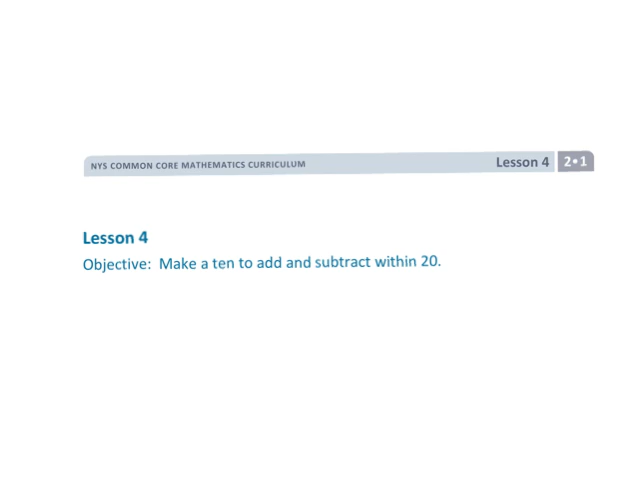 NYS COMMON CORE MATHEMATICS CURRICULUM Lesson 4 2•1
Lesson 4
Objective: Make a ten to add and subtract within 20.